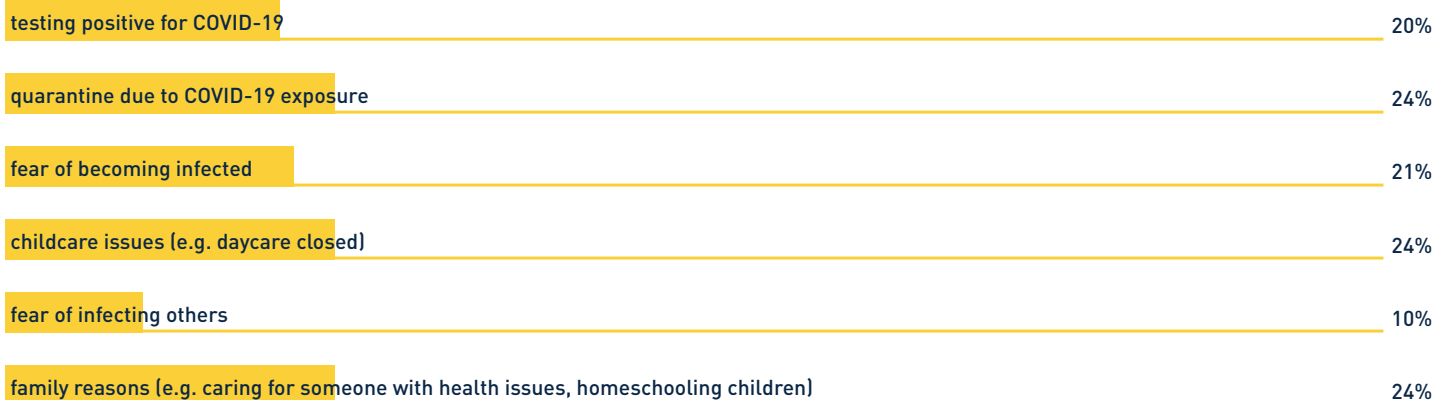 testing positive for COVID-19 20%
quarantine due to COVID-19 exposure 24%
fear of becoming infected 21%
childcare issues (e.g. daycare closed) 24%
fear of infecting others 10%
family reasons (e.g. caring for someone with health issues, homeschooling children) 24%